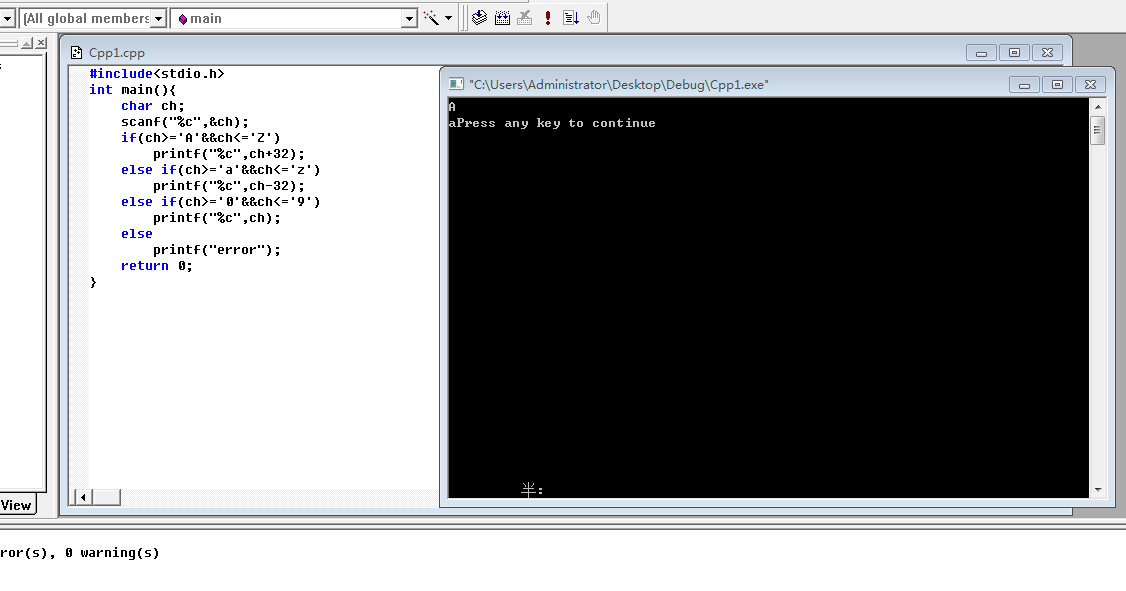 (All global members
main
Cpp1.cpp
#include<stdio.h>
int main(){
char ch;
scanf("%c",&ch);
if(ch>='A'&&ch<='Z')
printf("%c",ch+32);
else if(ch>='a'&&ch<='z')
printf("%c",ch-32);
else if(ch>='0'&&ch<='9')
printf("%c",ch);
else
printf("error");
return 0;
}
"C:\Users\Administrator\Desktop\Debug\Cpp1.exe"
A
aPress any key to continue
半:
View
ror(s), 0 warning(s)